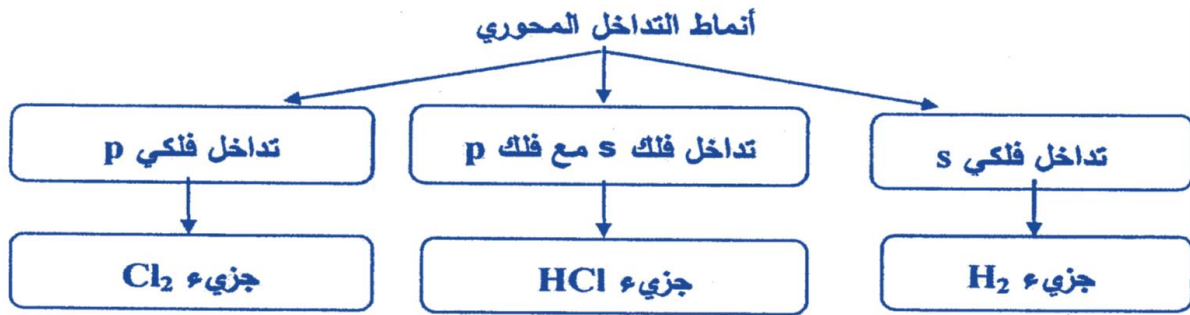 أنماط التداخل المحوري
تداخل فلكي s
تداخل فلك s مع فلك p
تداخل فلكي p
جزيء H₂
جزيء HCl
جزيء Cl₂